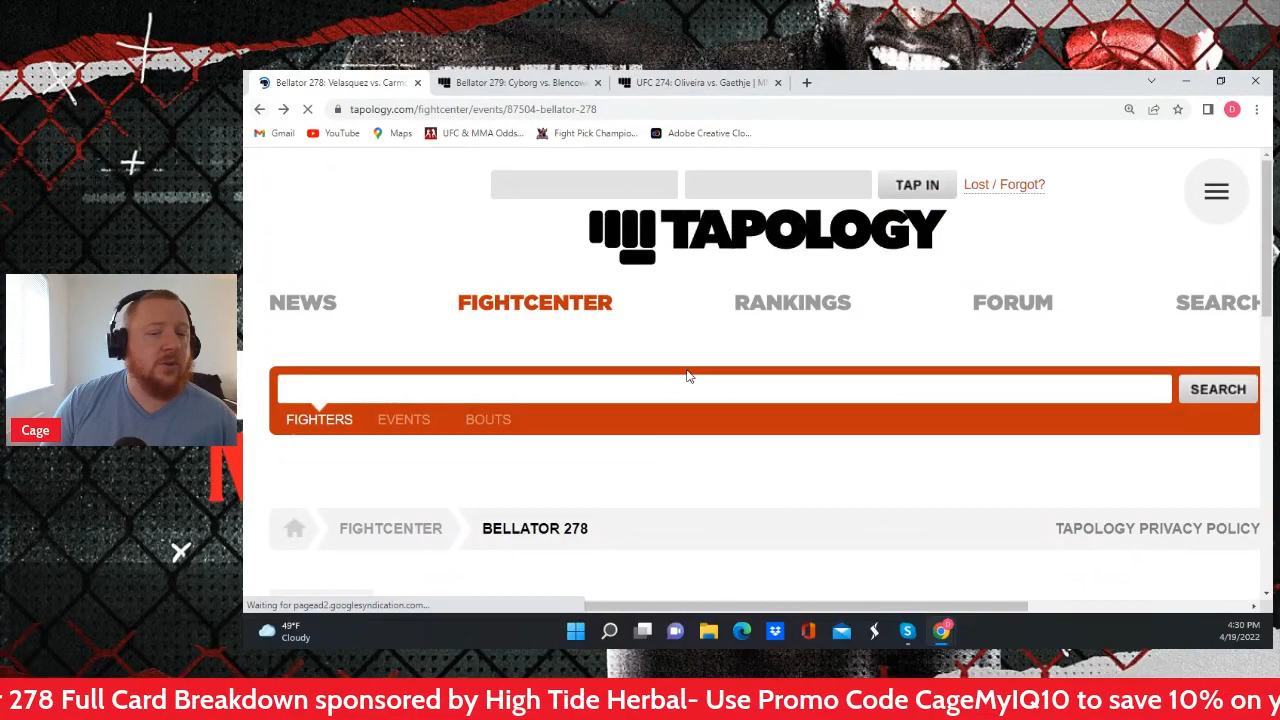 Bellator 278: Velasquez vs. Carmo
Bellator 279: Cyborg vs. Blencow
UFC 274: Oliveira vs. Gaethje | M
tapology.com/fightcenter/events/87504-bellator-278
Gmail
YouTube
Maps
UFC & MMA Odds...
Fight Pick Champio...
Adobe Creative Clo...
TAP IN
Lost / Forgot?
TAPOLOGY
NEWS
FIGHTCENTER
RANKINGS
FORUM
SEARCH
SEARCH
FIGHTERS
EVENTS
BOUTS
FIGHTCENTER
BELLATOR 278
TAPOLOGY PRIVACY POLICY
Cage
Waiting for pagead2.googlesyndication.com...
49°F
Cloudy
4:30 PM
4/19/2022
r 278 Full Card Breakdown sponsored by High Tide Herbal- Use Promo Code CageMyIQ10 to save 10% on y